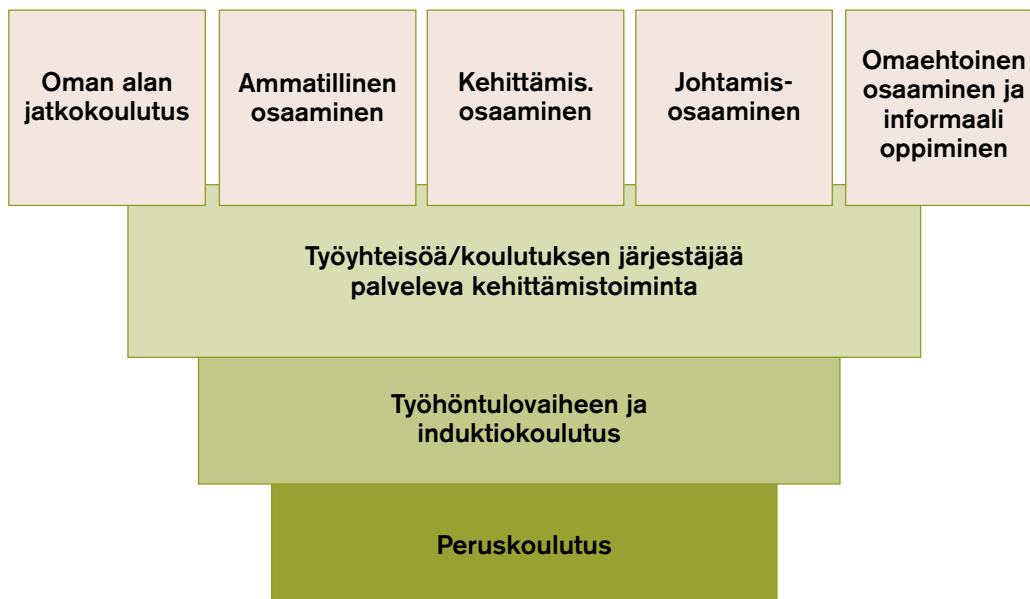 Oman alan
jatkokoulutus
Ammatillinen
osaaminen
Kehittämis.
osaaminen
Johtamis-
osaaminen
Omaehtoinen
osaaminen ja
informaali
oppiminen
Työyhteisöä/koulutuksen järjestäjää
palveleva kehittämistoiminta
Työhöntulovaiheen ja
induktiokoulutus
Peruskoulutus